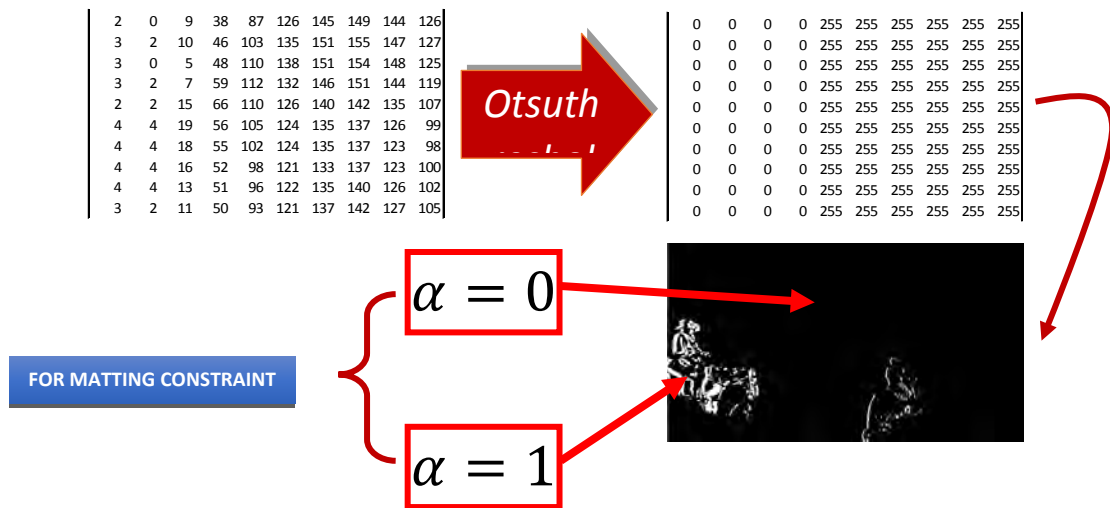 2 0 9 38 87 126 145 149 144 126
3 2 10 46 103 135 151 155 147 127
3 0 5 48 110 138 151 154 148 125
3 2 7 59 112 132 146 151 144 119
2 2 15 66 110 126 140 142 135 107
4 4 19 56 105 124 135 137 126 99
4 4 18 55 102 124 135 137 123 98
4 4 16 52 98 121 133 137 123 100
4 4 13 51 96 122 135 140 126 102
3 2 11 50 93 121 137 142 127 105
Otsuth
0 0 0 0 255 255 255 255 255 255
0 0 0 0 255 255 255 255 255 255
0 0 0 0 255 255 255 255 255 255
0 0 0 0 255 255 255 255 255 255
0 0 0 0 255 255 255 255 255 255
0 0 0 0 255 255 255 255 255 255
0 0 0 0 255 255 255 255 255 255
0 0 0 0 255 255 255 255 255 255
0 0 0 0 255 255 255 255 255 255
0 0 0 0 255 255 255 255 255 255
α = 0
FOR MATTING CONSTRAINT
α = 1